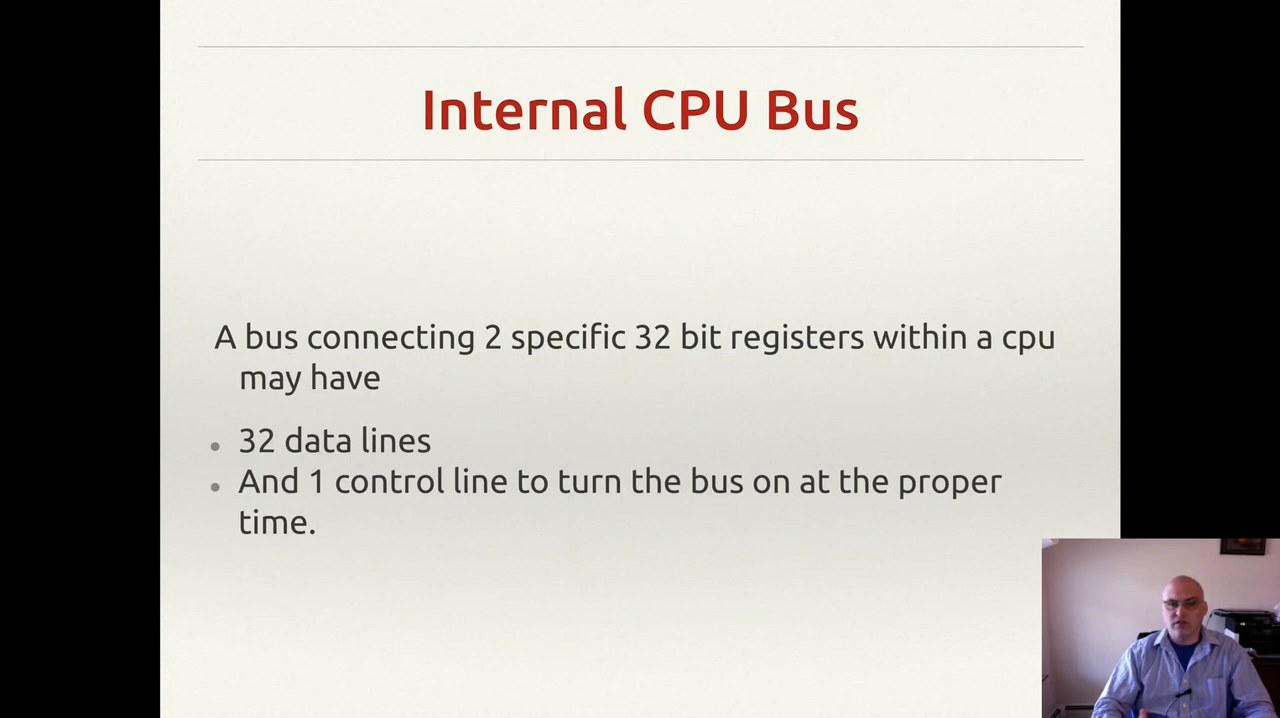 Internal CPU Bus
A bus connecting 2 specific 32 bit registers within a cpu
may have
• 32 data lines
• And 1 control line to turn the bus on at the proper
time.